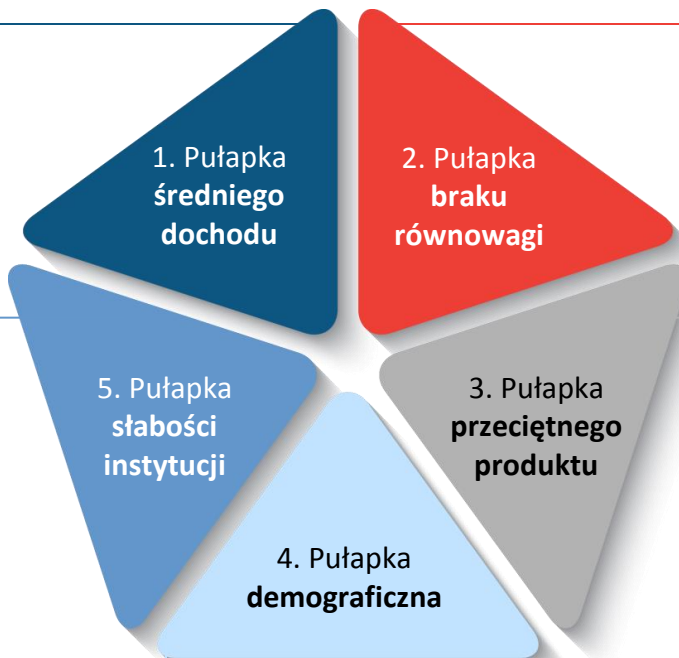 1. Pułapka
średniego
dochodu
2. Pułapka
braku
równowagi
3. Pułapka
przeciętnego
produktu
4. Pułapka
demograficzna
5. Pułapka
słabości
instytucji